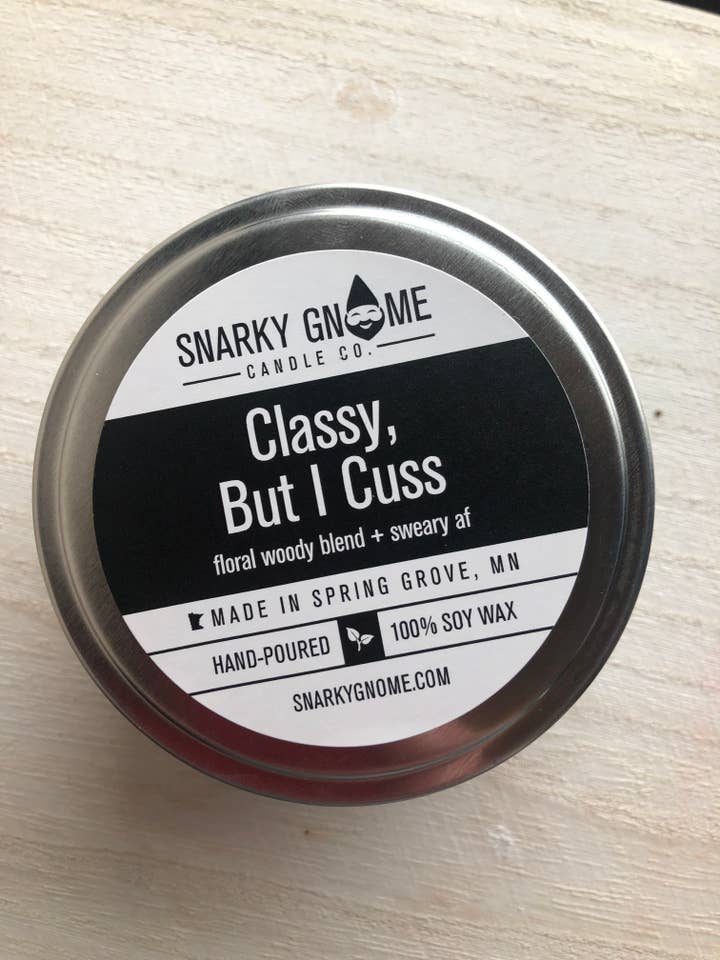 SNARKY GNOME
CANDLE CO.
Classy,
But I Cuss
floral woody blend + sweary af
MADE IN SPRING GROVE, MN
HAND-POURED 100% SOY WAX
SNARKYGNOME.COM